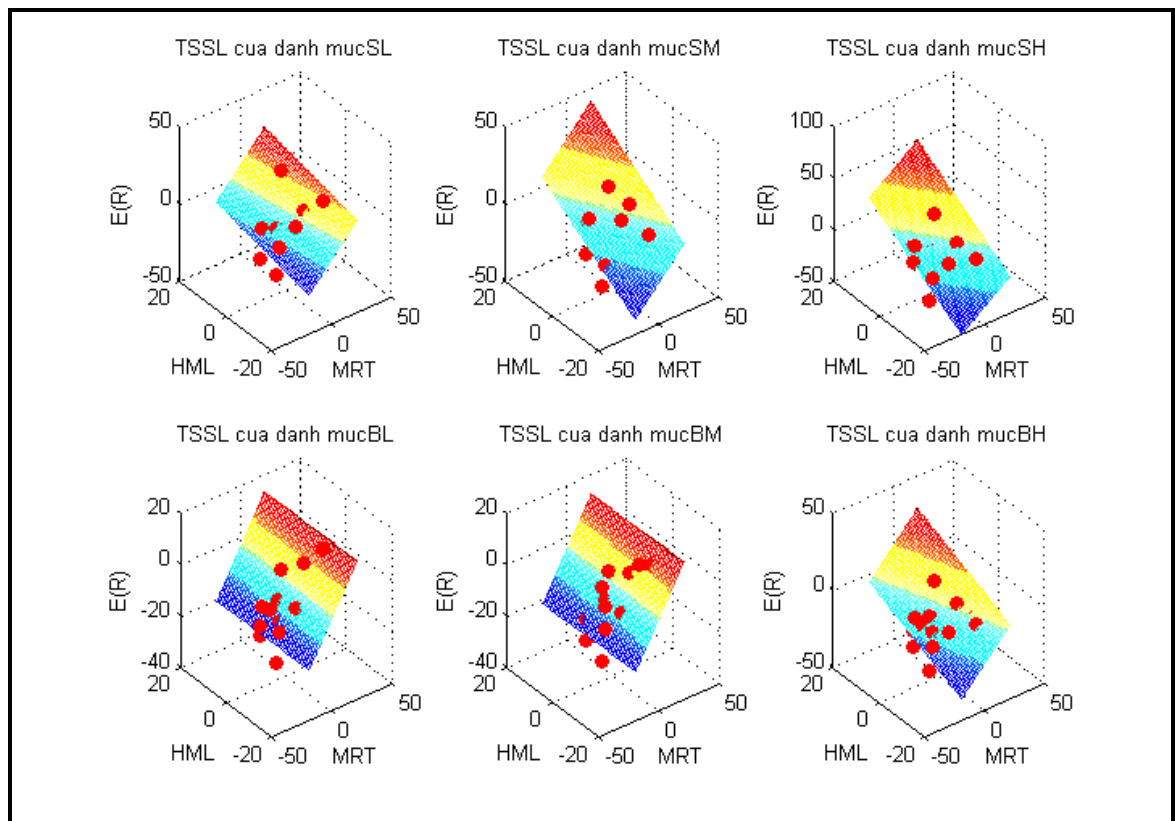 TSSL cua danh mucSL
50
0
-50
E(R)
20
0
-20
HML
-50
0
50
MRT
TSSL cua danh mucSM
50
0
-50
E(R)
20
0
-20
HML
-50
0
50
MRT
TSSL cua danh mucSH
100
50
0
-50
E(R)
20
0
-20
HML
-50
0
50
MRT
TSSL cua danh mucBL
20
0
-20
-40
E(R)
20
0
-20
HML
-50
0
50
MRT
TSSL cua danh mucBM
20
0
-20
-40
E(R)
20
0
-20
HML
-50
0
50
MRT
TSSL cua danh mucBH
50
0
-50
E(R)
20
0
-20
HML
-50
0
50
MRT